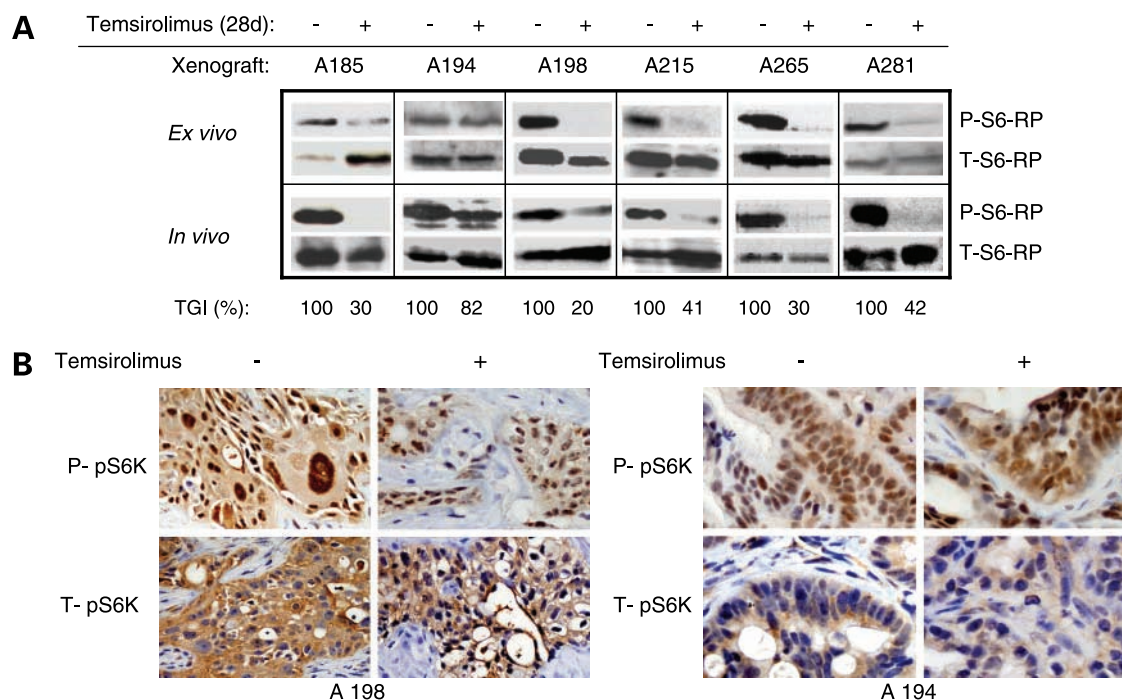 A
Temsirolimus (28d): - + - + - + - + - + - +
Xenograft: A185 A194 A198 A215 A265 A281
Ex vivo
P-S6-RP
T-S6-RP
In vivo
P-S6-RP
T-S6-RP
TGI (%): 100 30 100 82 100 20 100 41 100 30 100 42
B
Temsirolimus - +
Temsirolimus - +
P- pS6K
P- pS6K
T- pS6K
T- pS6K
A 198
A 194